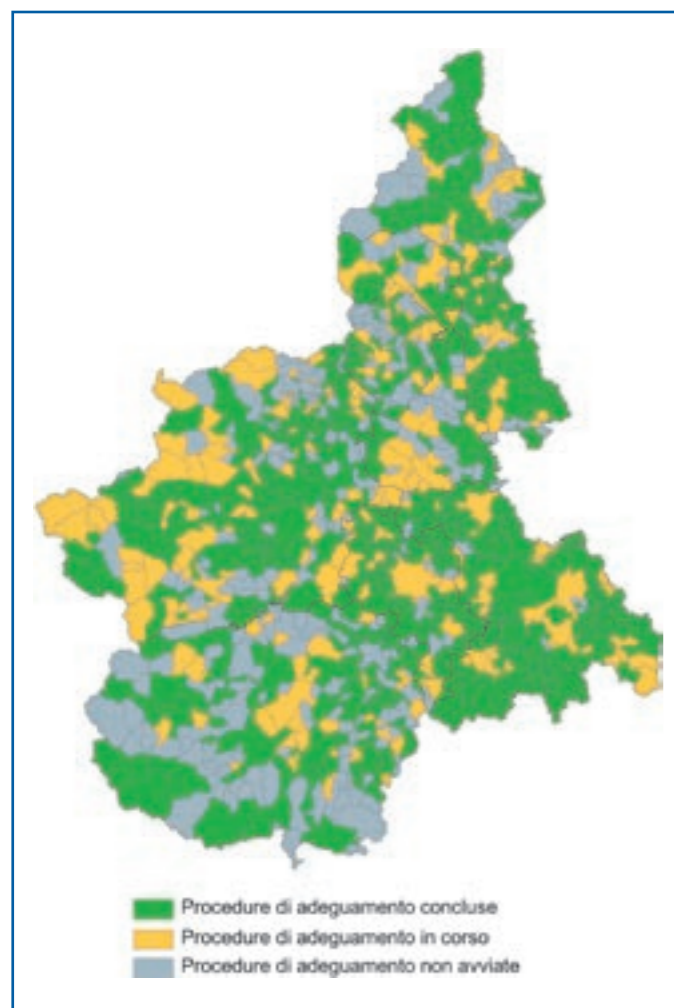 Procedure di adeguamento concluse
Procedure di adeguamento in corso
Procedure di adeguamento non avviate